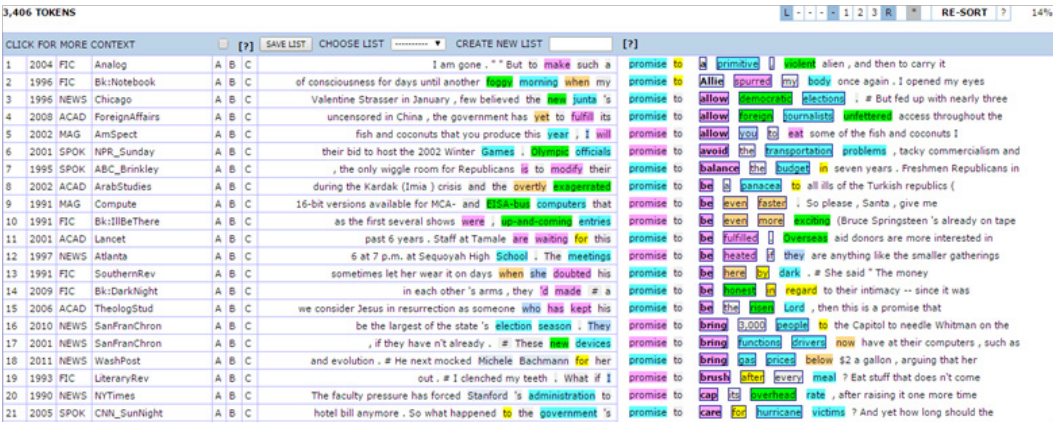 3,406 TOKENS L - - - - 1 2 3 R * RE-SORT ? 14%
CLICK FOR MORE CONTEXT [?] SAVE LIST CHOOSE LIST ---------- CREATE NEW LIST [?]
1 2004 FIC Analog A B C I am gone . " " But to make such a promise to a primitive , violent alien , and then to carry it
2 1996 FIC Bk:Notebook A B C of consciousness for days until another foggy morning when my promise to Allie spurred my body once again . I opened my eyes
3 1996 NEWS Chicago A B C Valentine Strasser in January , few believed the new junta 's promise to allow democratic elections . # But fed up with nearly three
4 2008 ACAD ForeignAffairs A B C uncensored in China , the government has yet to fulfill its promise to allow foreign journalists unfettered access throughout the
5 2002 MAG AmSpect A B C fish and coconuts that you produce this year , I will promise to allow you to eat some of the fish and coconuts I
6 2001 SPOK NPR_Sunday A B C their bid to host the 2002 Winter Games . Olympic officials promise to avoid the transportation problems , tacky commercialism and
7 1995 SPOK ABC_Brinkley A B C , the only wiggle room for Republicans is to modify their promise to balance the budget in seven years . Freshmen Republicans in
8 2002 ACAD ArabStudies A B C during the Kardak (Imia ) crisis and the overtly exagerrated promise to be a panacea to all ills of the Turkish republics (
9 1991 MAG Compute A B C 16-bit versions available for MCA- and EISA-bus computers that promise to be even faster . So please , Santa , give me
10 1991 FIC Bk:IllBeThere A B C as the first several shows were , up-and-coming entries promise to be even more exciting (Bruce Springsteen 's already on tape
11 2001 ACAD Lancet A B C past 6 years . Staff at Tamale are waiting for this promise to be fulfilled . Overseas aid donors are more interested in
12 1997 NEWS Atlanta A B C 6 at 7 p.m. at Sequoyah High School . The meetings promise to be heated if they are anything like the smaller gatherings
13 1991 FIC SouthernRev A B C sometimes let her wear it on days when she doubted his promise to be here by dark . # She said " The money
14 2009 FIC Bk:DarkNight A B C in each other 's arms , they 'd made # a promise to be honest in regard to their intimacy -- since it was
15 2006 ACAD TheologStud A B C we consider Jesus in resurrection as someone who has kept his promise to be the risen Lord , then this is a promise that
16 2010 NEWS SanFranChron A B C be the largest of the state 's election season . They promise to bring 3,000 people to the Capitol to needle Whitman on the
17 2001 NEWS SanFranChron A B C , if they have n't already . # These new devices promise to bring functions drivers now have at their computers , such as
18 2011 NEWS WashPost A B C and evolution . # He next mocked Michele Bachmann for her promise to bring gas prices below $2 a gallon , arguing that her
19 1993 FIC LiteraryRev A B C out . # I clenched my teeth . What if I promise to brush after every meal ? Eat stuff that does n't come
20 1990 NEWS NYTimes A B C The faculty pressure has forced Stanford 's administration to promise to cap its overhead rate , after raising it one more time
21 2005 SPOK CNN_SunNight A B C hotel bill anymore . So what happened to the government 's promise to care for hurricane victims ? And yet how long should the